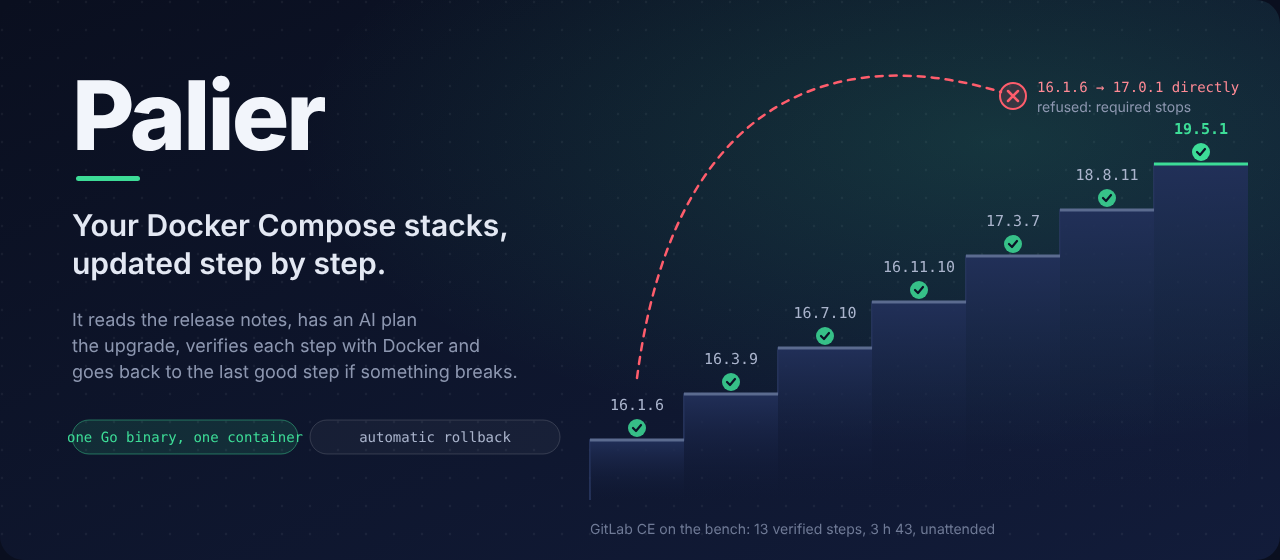 Palier
Your Docker Compose stacks,
updated step by step.
It reads the release notes, has an AI plan
the upgrade, verifies each step with Docker and
goes back to the last good step if something breaks.
one Go binary, one container
automatic rollback
16.1.6 → 17.0.1 directly
refused: required stops
19.5.1
18.8.11
17.3.7
16.11.10
16.7.10
16.3.9
16.1.6
GitLab CE on the bench: 13 verified steps, 3 h 43, unattended